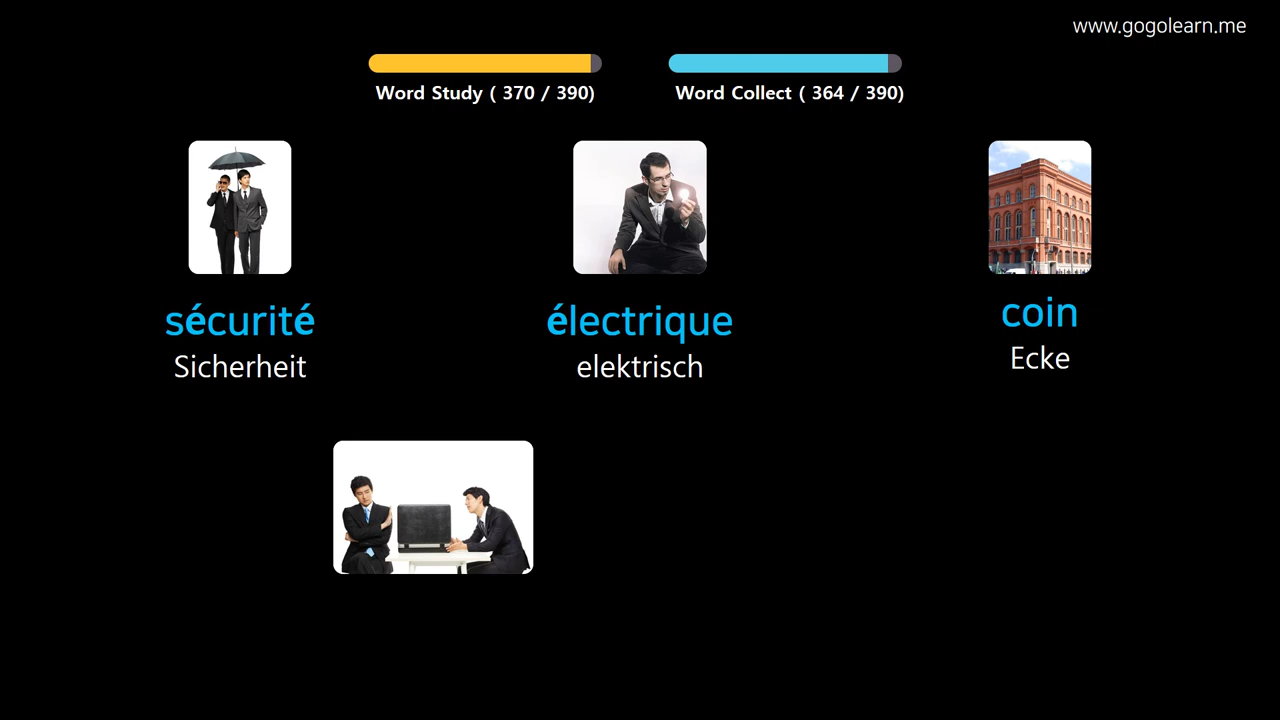 www.gogolearn.me
Word Study ( 370 / 390)
Word Collect ( 364 / 390)
sécurité
Sicherheit
électrique
elektrisch
coin
Ecke